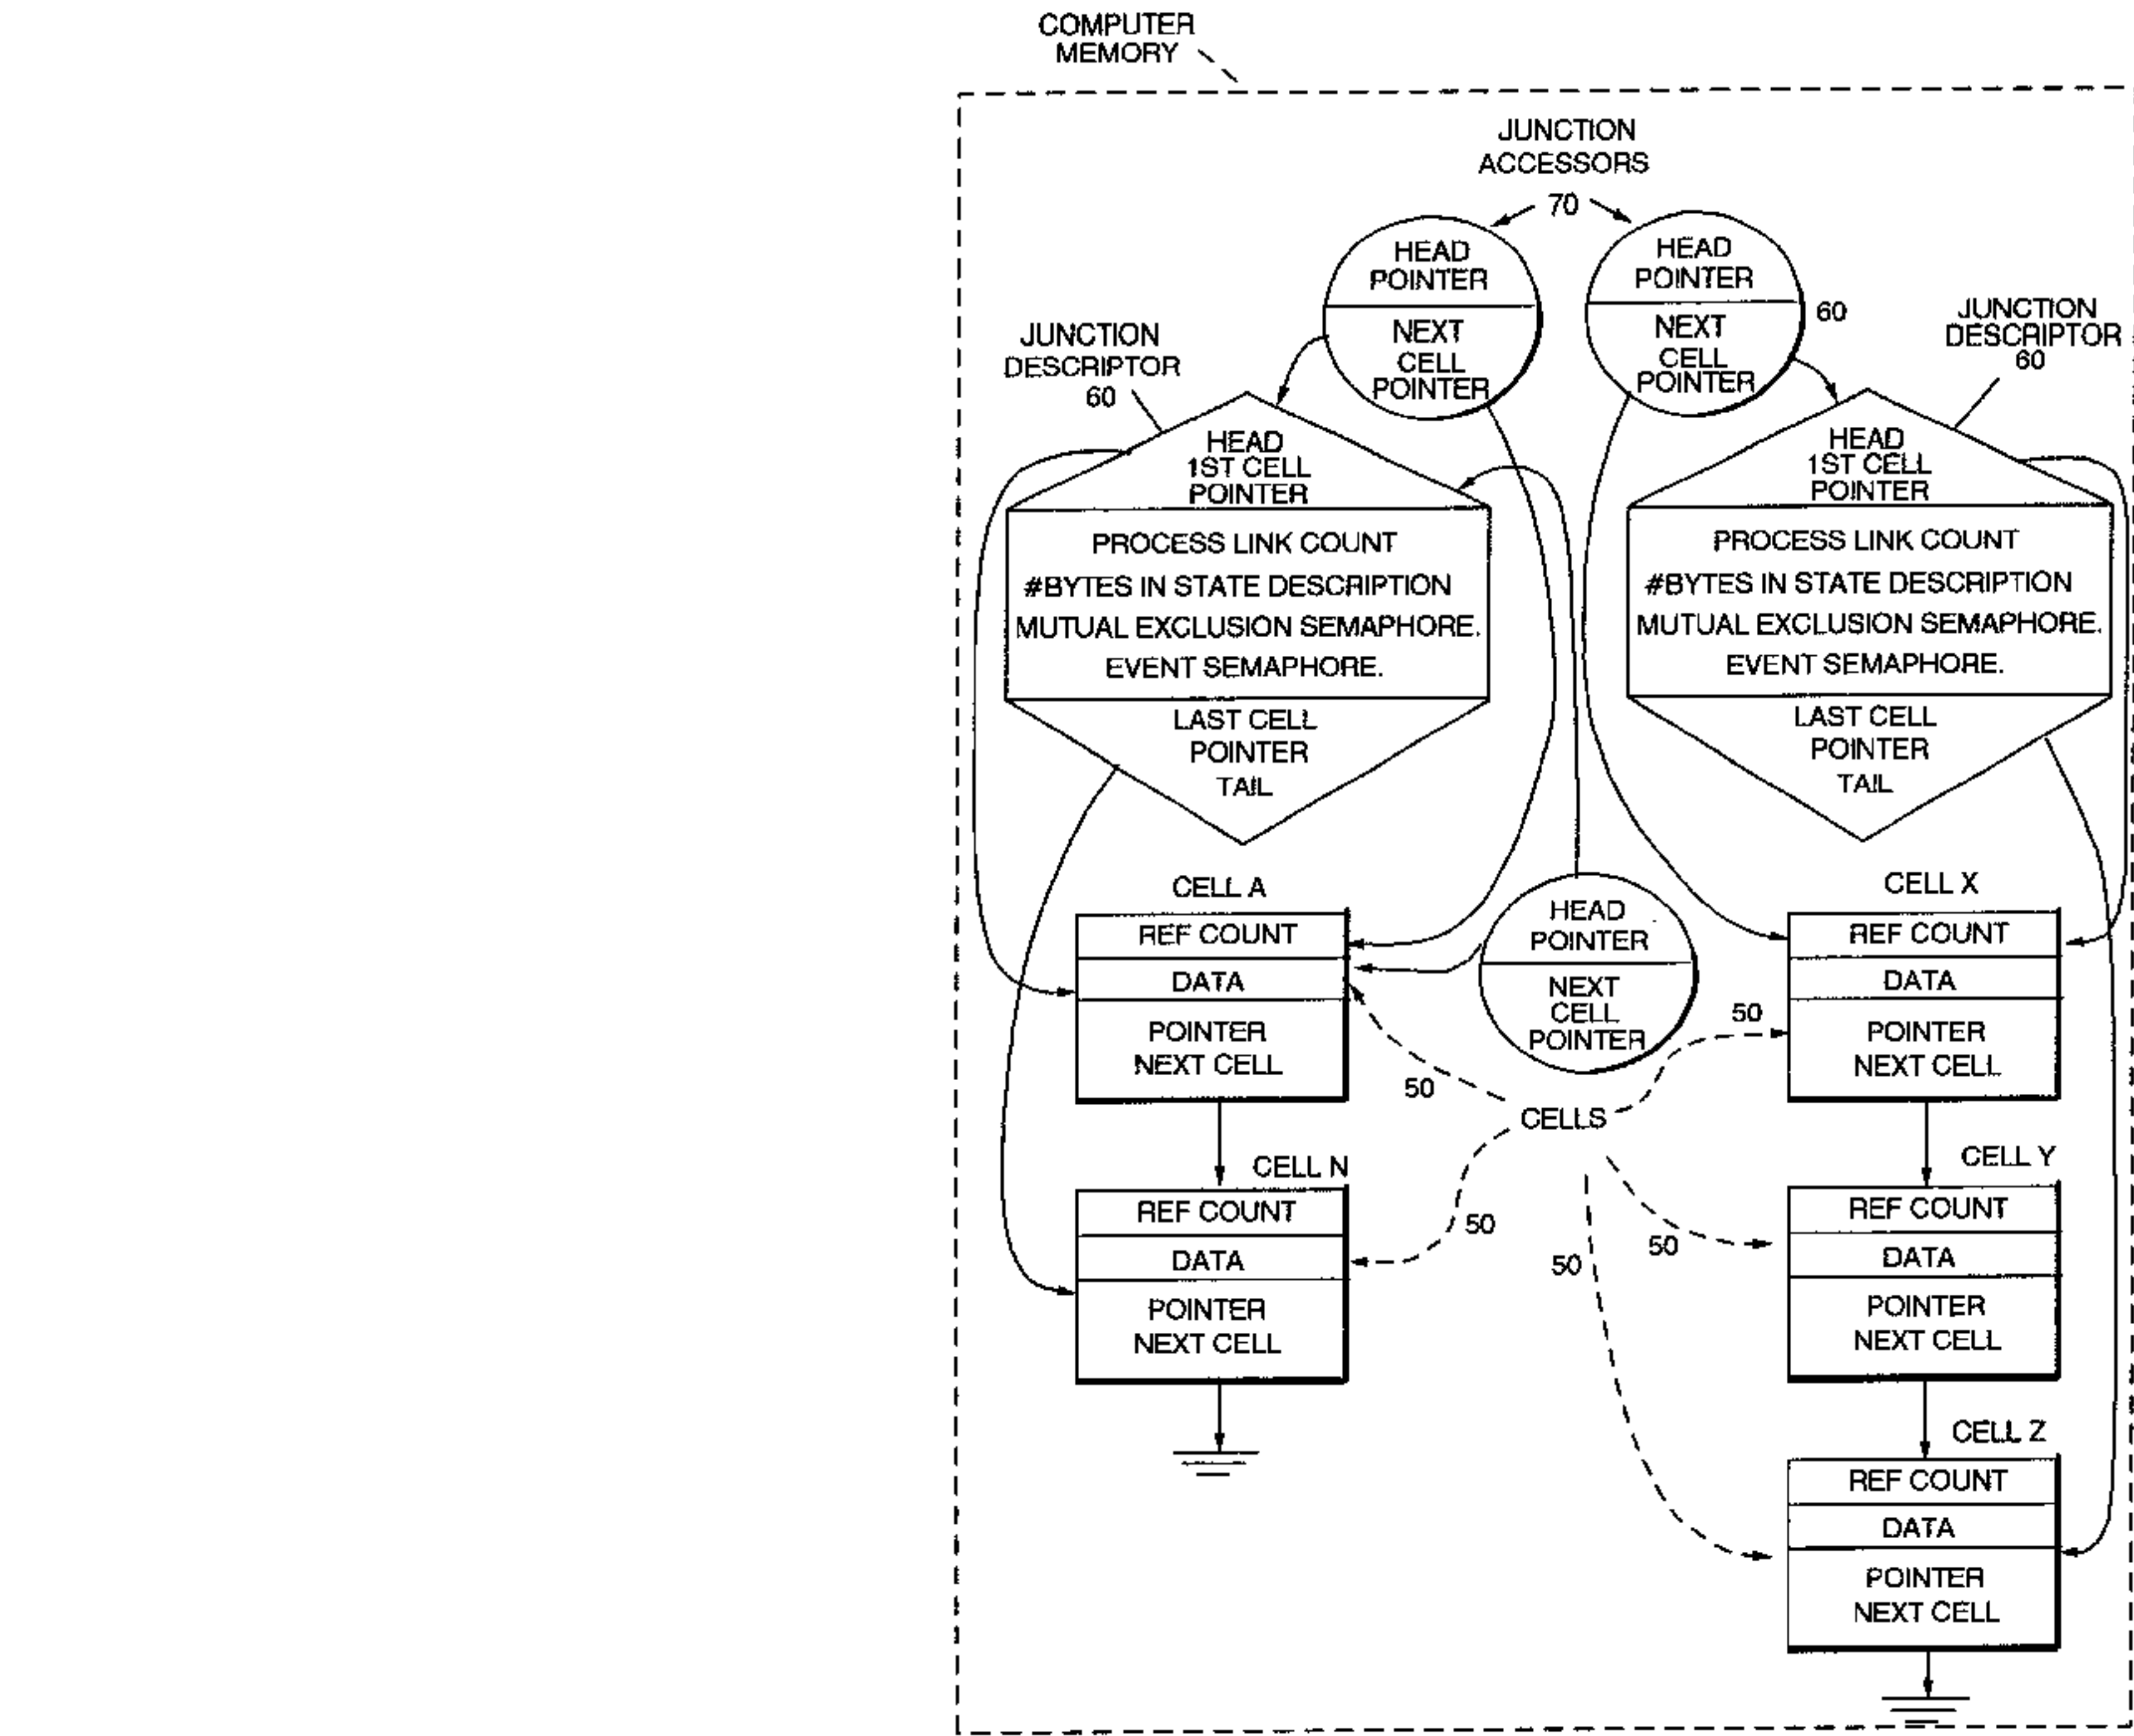 COMPUTER
MEMORY
JUNCTION
ACCESSORS
70
HEAD
POINTER
NEXT
CELL
POINTER
HEAD
POINTER
NEXT
CELL
POINTER
60
JUNCTION
DESCRIPTOR
60
JUNCTION
DESCRIPTOR
60
HEAD
1ST CELL
POINTER
PROCESS LINK COUNT
#BYTES IN STATE DESCRIPTION
MUTUAL EXCLUSION SEMAPHORE.
EVENT SEMAPHORE.
LAST CELL
POINTER
TAIL
HEAD
1ST CELL
POINTER
PROCESS LINK COUNT
#BYTES IN STATE DESCRIPTION
MUTUAL EXCLUSION SEMAPHORE.
EVENT SEMAPHORE.
LAST CELL
POINTER
TAIL
CELL A
REF COUNT
DATA
POINTER
NEXT CELL
HEAD
POINTER
NEXT
CELL
POINTER
CELL X
REF COUNT
DATA
POINTER
NEXT CELL
50
50
CELLS
CELL N
REF COUNT
DATA
POINTER
NEXT CELL
50
50
50
CELL Y
REF COUNT
DATA
POINTER
NEXT CELL
CELL Z
REF COUNT
DATA
POINTER
NEXT CELL